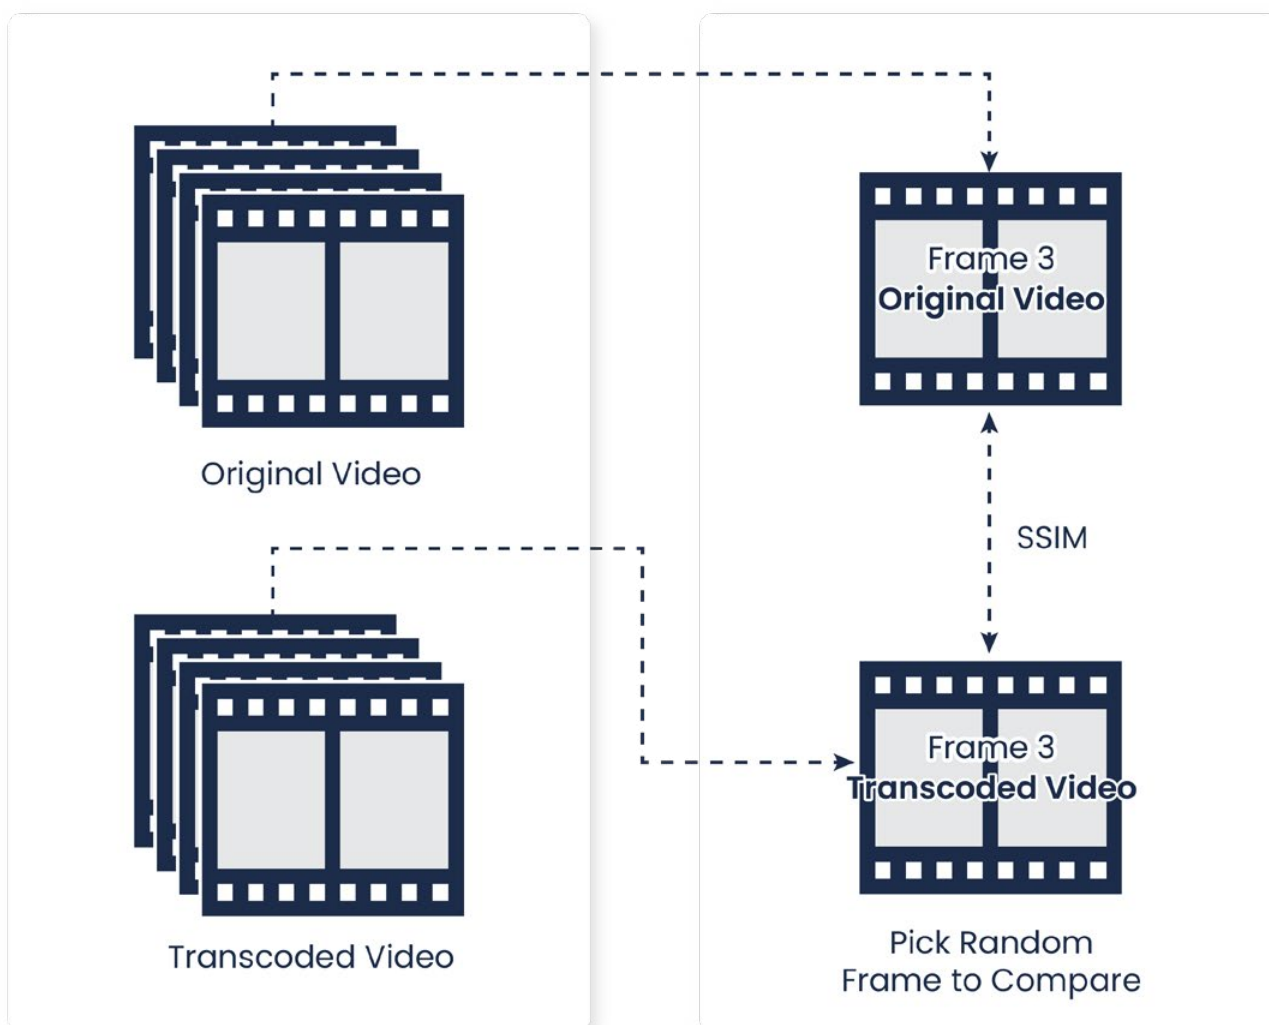 Original Video
Transcoded Video
Frame 3
Original Video
SSIM
Frame 3
Transcoded Video
Pick Random
Frame to Compare